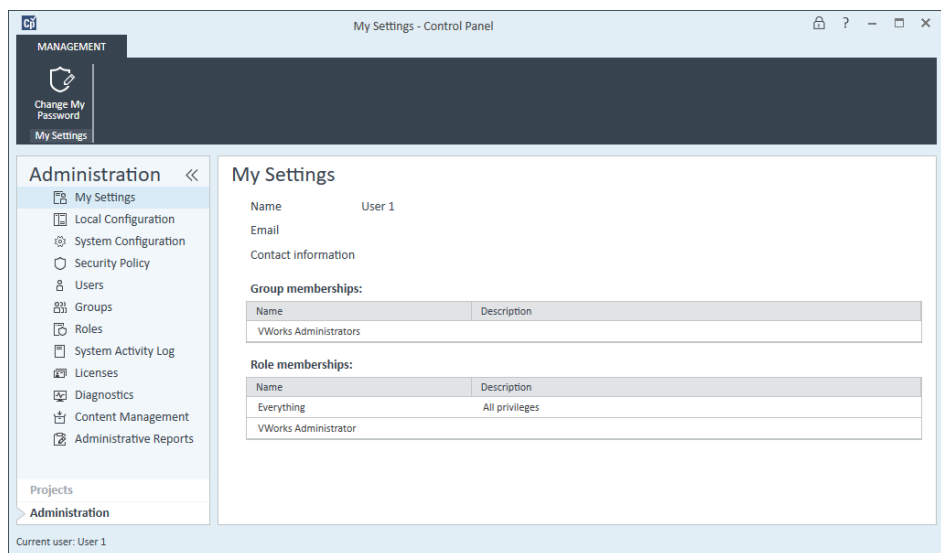 Cp
My Settings - Control Panel
?
MANAGEMENT
Change My
Password
My Settings
Administration
My Settings
Local Configuration
System Configuration
Security Policy
Users
Groups
Roles
System Activity Log
Licenses
Diagnostics
Content Management
Administrative Reports
Projects
Administration
My Settings
Name User 1
Email
Contact information
Group memberships:
Name Description
VWorks Administrators
Role memberships:
Name Description
Everything All privileges
VWorks Administrator
Current user: User 1